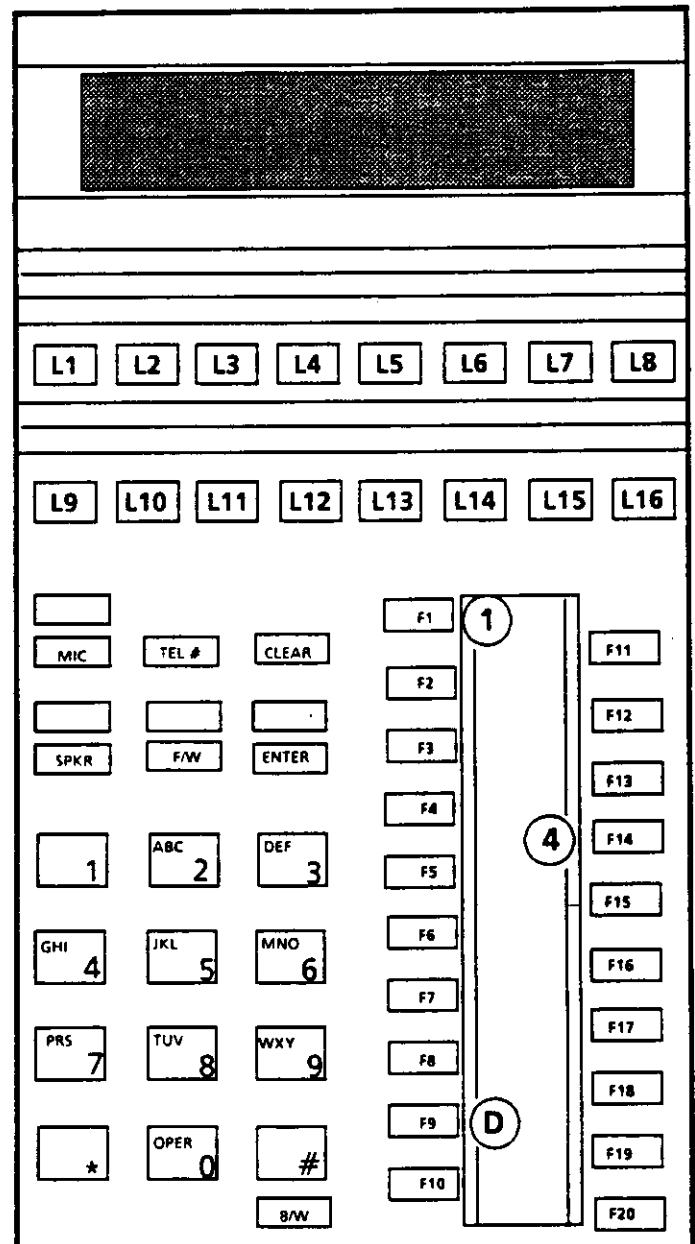 L1 L2 L3 L4 L5 L6 L7 L8
L9 L10 L11 L12 L13 L14 L15 L16
F1 1
MIC TEL # CLEAR F11
F2
F12
SPKR F/W ENTER F3
F13
F4
4 F14
1 ABC 2 DEF 3 F5
F15
GHI 4 JKL 5 MNO 6 F6
F16
F7
F17
PRS 7 TUV 8 WXY 9 F8
F18
F9 D
* OPER 0 # F19
F10
B/W F20